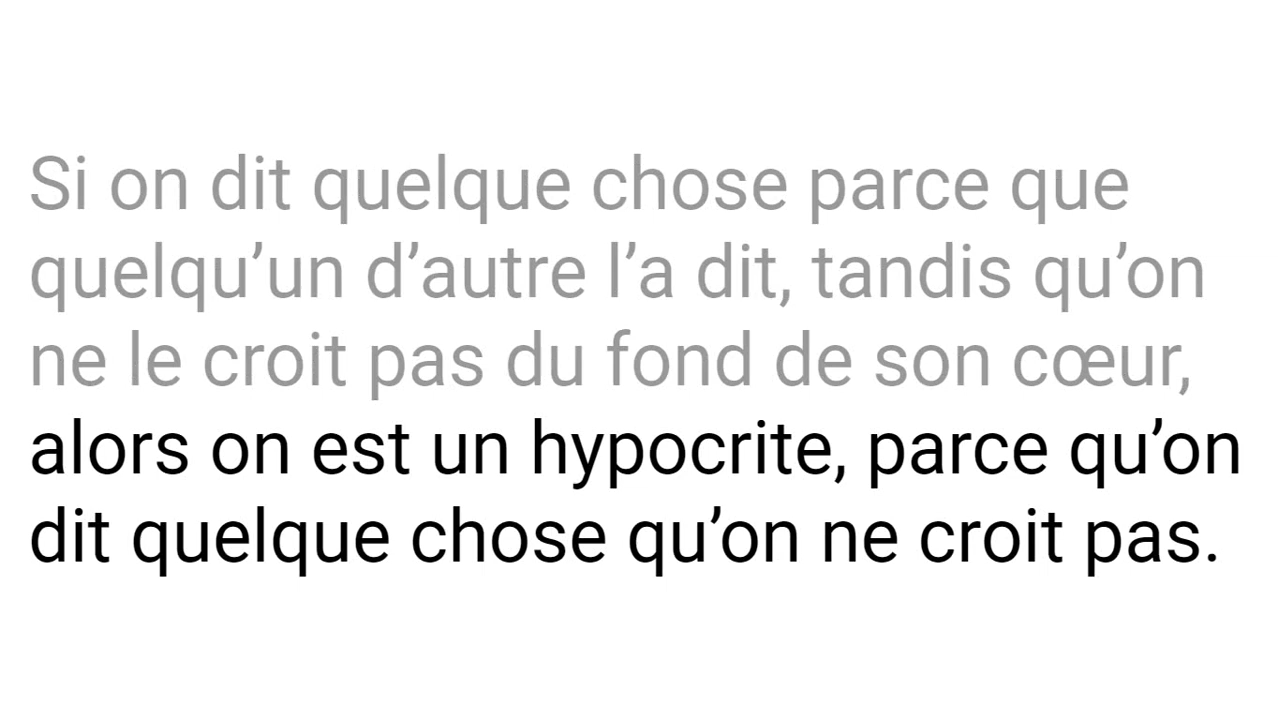 Si on dit quelque chose parce que
quelqu’un d’autre l’a dit, tandis qu’on
ne le croit pas du fond de son cœur,
alors on est un hypocrite, parce qu’on
dit quelque chose qu’on ne croit pas.